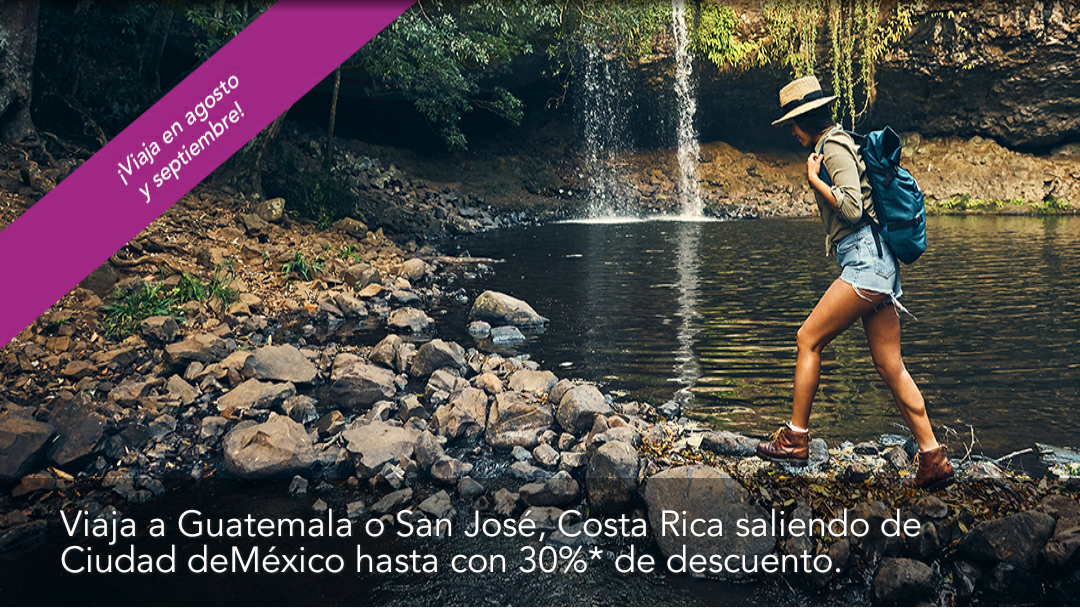 ¡Viaja en agosto
y septiembre!
Viaja a Guatemala o San José, Costa Rica saliendo de
Ciudad deMéxico hasta con 30%* de descuento.